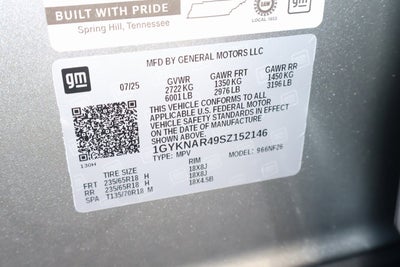 BUILT WITH PRIDE
Spring Hill, Tennessee
gm
MFD BY GENERAL MOTORS LLC
07/25
GVWR GAWR FRT GAWR RR
2722 KG 1350 KG 1450 KG
6001 LB 2976 LB 3196 LB
THIS VEHICLE CONFORMS TO ALL
APPLICABLE U.S. FEDERAL MOTOR
VEHICLE SAFETY STANDARDS IN EFFECT
ON THE DATE OF MANUFACTURE
SHOWN ABOVE.
1GYKNAR49SZ152146
TYPE: MPV MODEL: 966NF26
130H
TIRE SIZE RIM
FRT 235/65R18 H 18X8J
RR 235/65R18 H 18X8J
SPA T135/70R18 M 18X4.5B